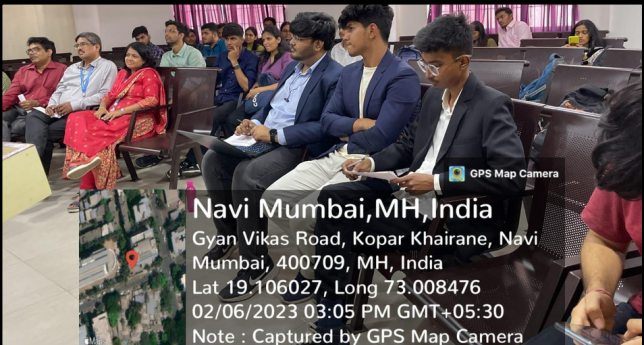 GPS Map Camera
Navi Mumbai,MH,India
Gyan Vikas Road, Kopar Khairane, Navi
Mumbai, 400709, MH, India
Lat 19.106027, Long 73.008476
02/06/2023 03:05 PM GMT+05:30
Note : Captured by GPS Map Camera